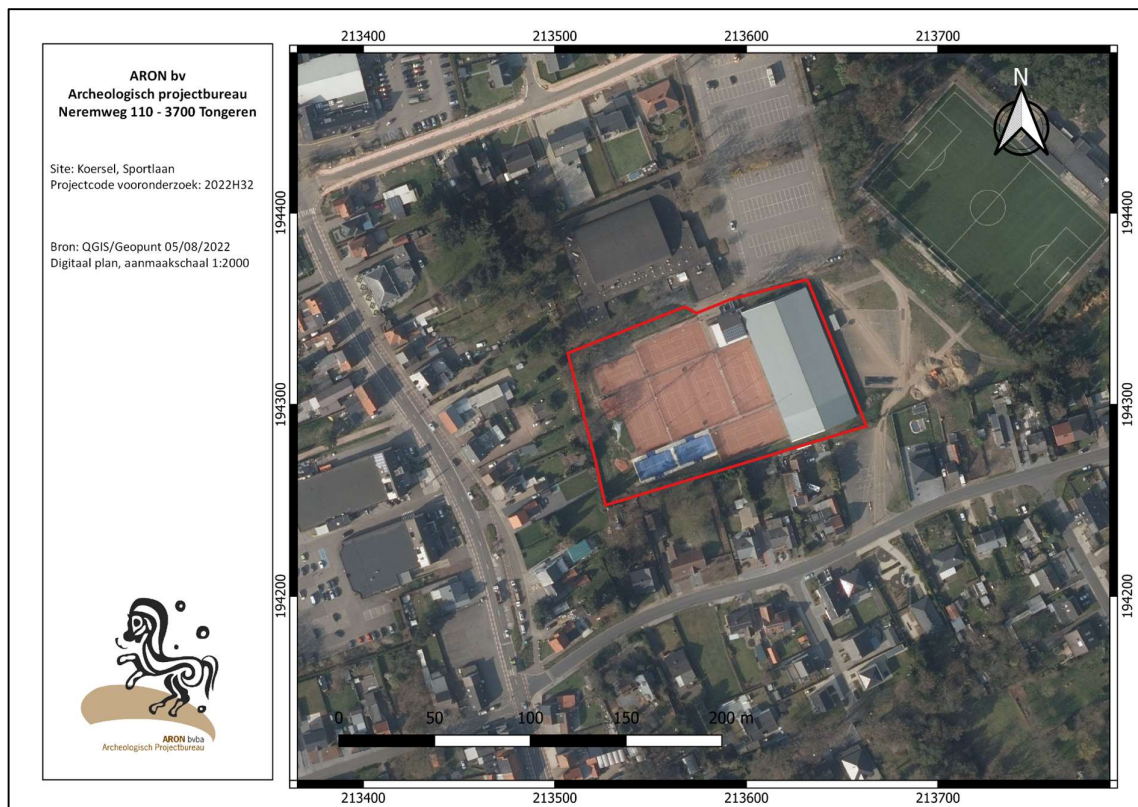 ARON bv
Archeologisch projectbureau
Neremweg 110 - 3700 Tongeren
Site: Koersel, Sportlaan
Projectcode vooronderzoek: 2022H32
Bron: QGIS/Geopunt 05/08/2022
Digitaal plan, aanmaakschaal 1:2000
ARON bvba
Archeologisch Projectbureau
213400 213500 213600 213700
N
194400 194400
194300 194300
194200 194200
0 50 100 150 200 m
213400 213500 213600 213700